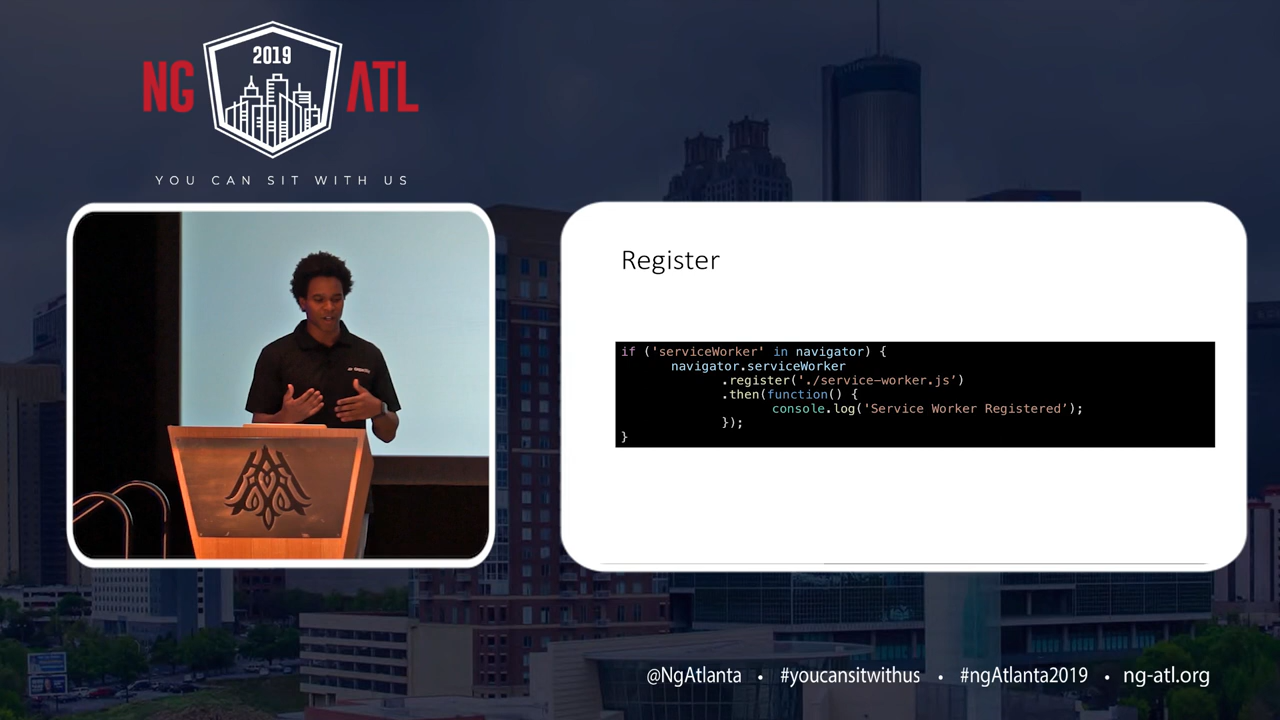 NG 2019 ATL
YOU CAN SIT WITH US
Register
if ('serviceWorker' in navigator) {
navigator.serviceWorker
.register('./service-worker.js’)
.then(function() {
console.log('Service Worker Registered’);
});
}
@NgAtlanta • #youcansitwithus • #ngAtlanta2019 • ng-atl.org